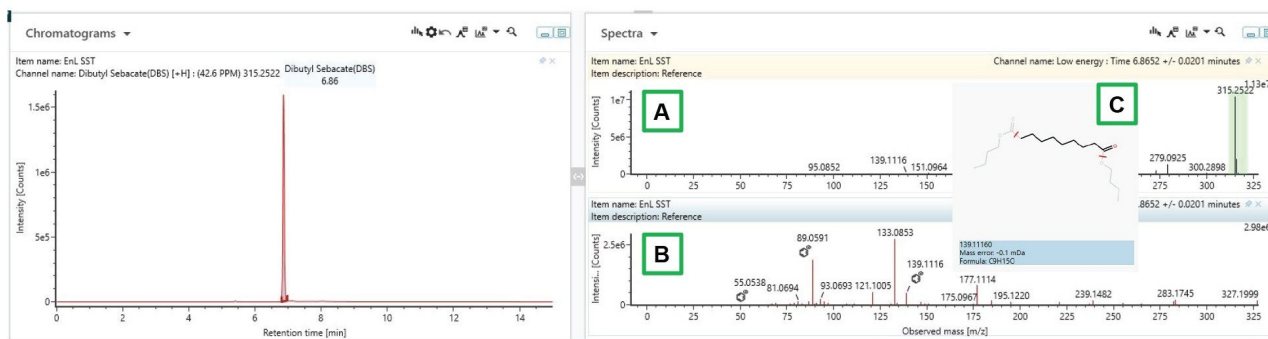 Chromatograms
Item name: EnL SST
Channel name: Dibutyl Sebacate(DBS) [+H] : (42.6 PPM) 315.2522
Dibutyl Sebacate(DBS)
6.86
Intensity [Counts]
1.5e6
1e6
5e5
0
0 2 4 6 8 10 12 14
Retention time [min]
Spectra
Item name: EnL SST
Channel name: Low energy : Time 6.8652 +/- 0.0201 minutes
Item description: Reference
1.13e7
A
C
Intensity [Counts]
1e7
5e6
0
95.0852
139.1116
151.0964
279.0925
300.2898
315.2522
0 25 50 75 100 125 150 275 300 325
Item name: EnL SST
.8652 +/- 0.0201 minutes
Item description: Reference
2.98e6
B
Intensi... [Counts]
2.5e6
0
55.0538
81.0694
89.0591
93.0693
121.1005
133.0853
139.1116
175.0967
177.1114
195.1220
239.1482
283.1745
327.1999
0 25 50 75 100 125 150 175 200 225 250 275 300 325
Observed mass [m/z]
O
O
139.11160
Mass error: -0.1 mDa
Formula: C9H15O